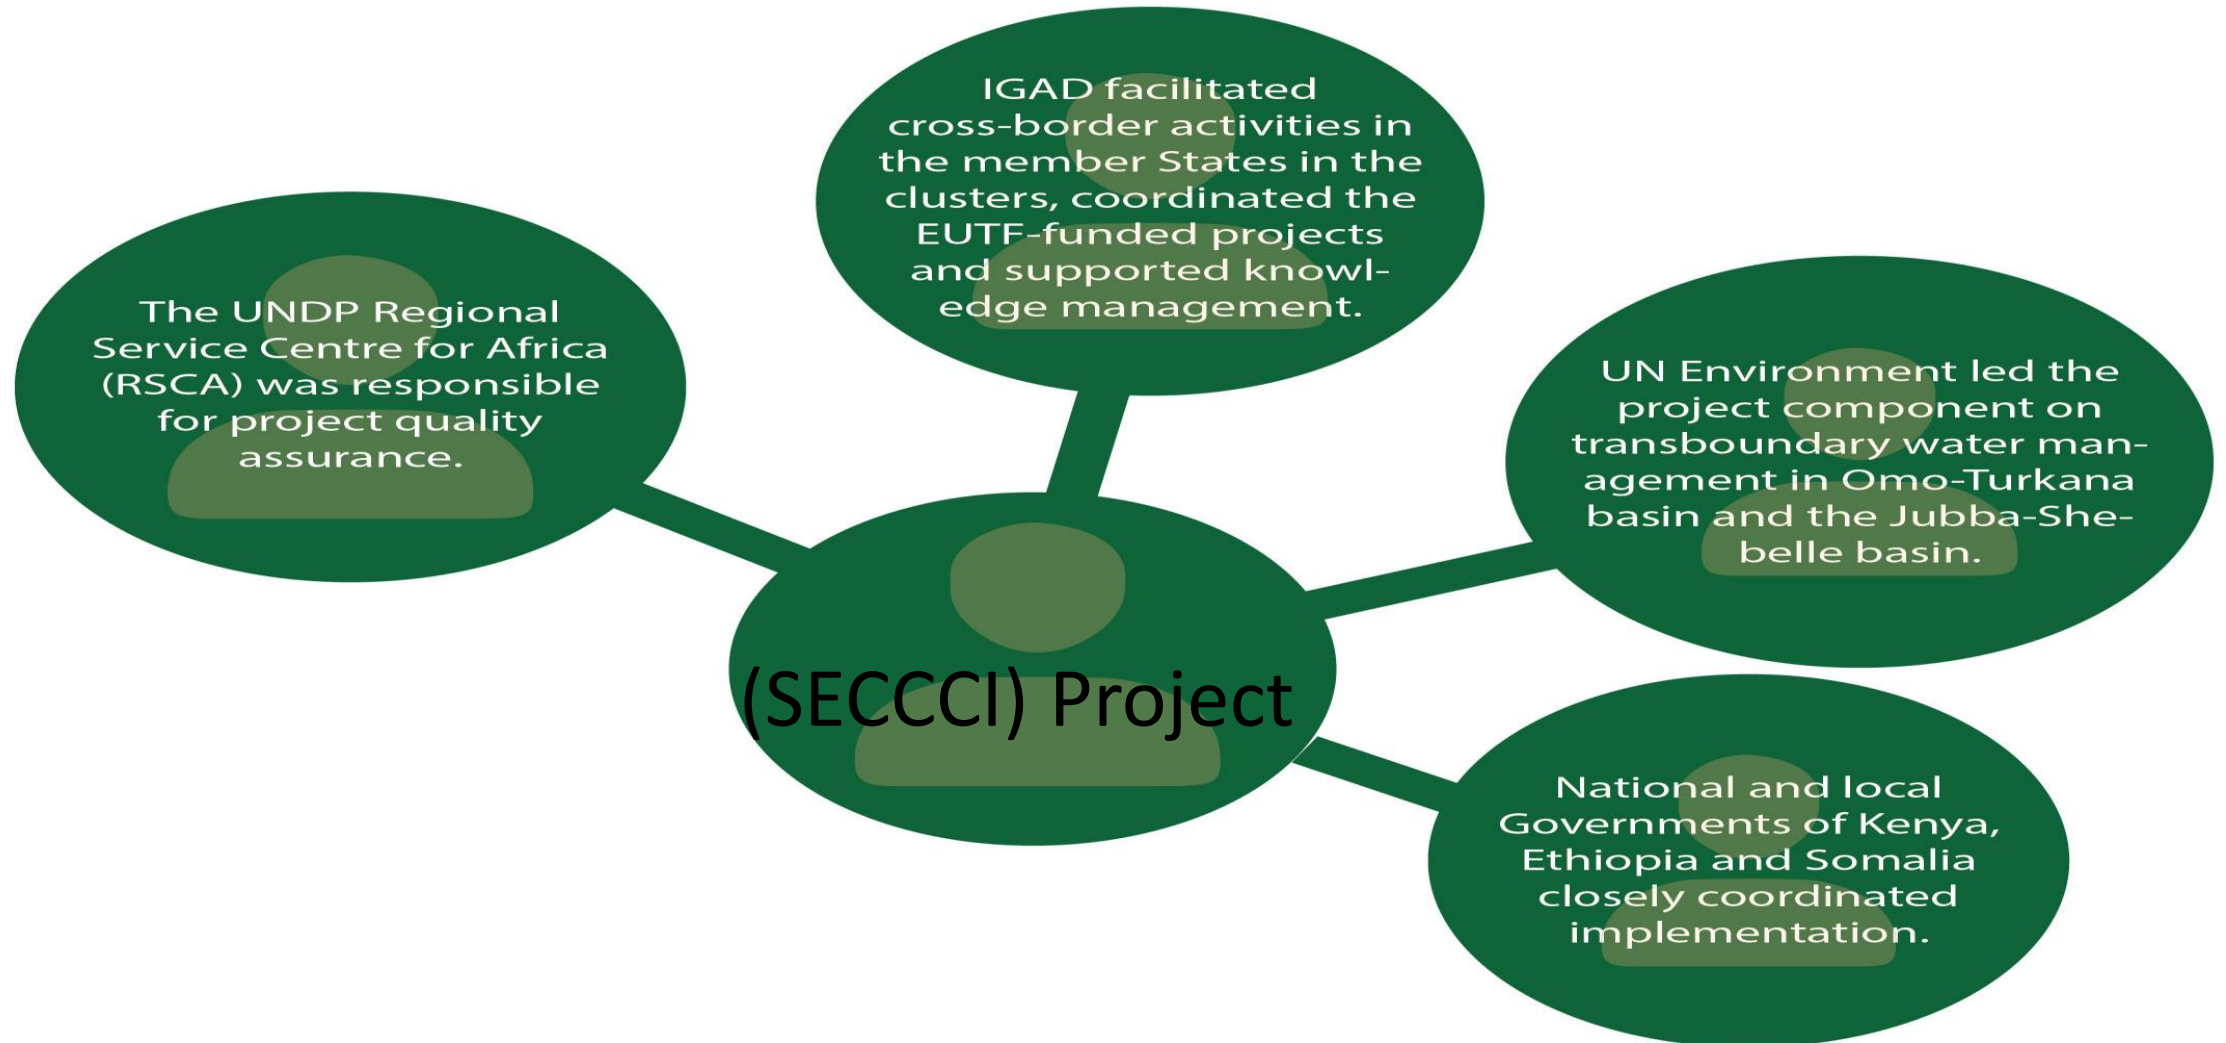 IGAD facilitated
cross-border activities in
the member States in the
clusters, coordinated the
EUTF-funded projects
and supported knowl-
edge management.
The UNDP Regional
Service Centre for Africa
(RSCA) was responsible
for project quality
assurance.
UN Environment led the
project component on
transboundary water man-
agement in Omo-Turkana
basin and the Jubba-She-
belle basin.
(SECCCI) Project
National and local
Governments of Kenya,
Ethiopia and Somalia
closely coordinated
implementation.